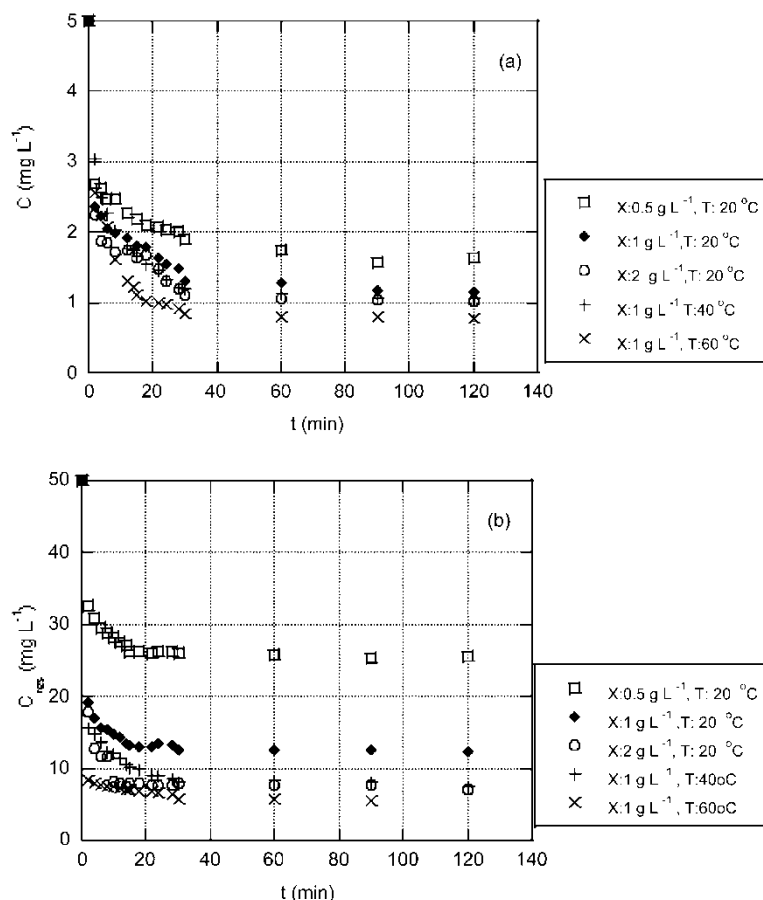 5
4
3
2
1
0
C (mg L⁻¹)
(a)
0 20 40 60 80 100 120 140
t (min)
X:0.5 g L⁻¹, T: 20 °C
X:1 g L⁻¹,T: 20 °C
X:2 g L⁻¹,T: 20 °C
X:1 g L⁻¹ T:40 °C
X:1 g L⁻¹, T:60 °C
50
40
30
20
10
0
C res (mg L⁻¹)
(b)
0 20 40 60 80 100 120 140
t (min)
X:0.5 g L⁻¹, T: 20 °C
X:1 g L⁻¹, T: 20 °C
X:2 g L⁻¹, T: 20 °C
X:1 g L⁻¹, T:40oC
X:1 g L⁻¹, T:60oC